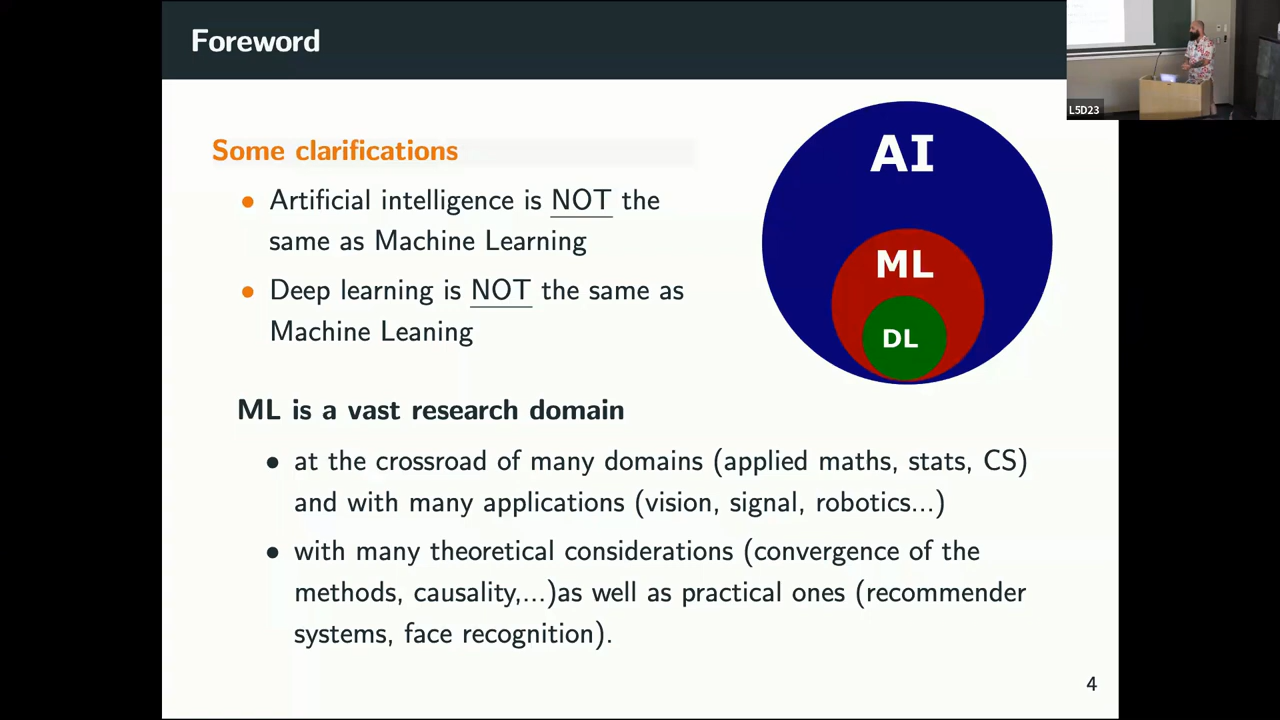 Foreword
L5D23
Some clarifications
• Artificial intelligence is NOT the
same as Machine Learning
• Deep learning is NOT the same as
Machine Leaning
AI
ML
DL
ML is a vast research domain
• at the crossroad of many domains (applied maths, stats, CS)
and with many applications (vision, signal, robotics...)
• with many theoretical considerations (convergence of the
methods, causality,...)as well as practical ones (recommender
systems, face recognition).
4